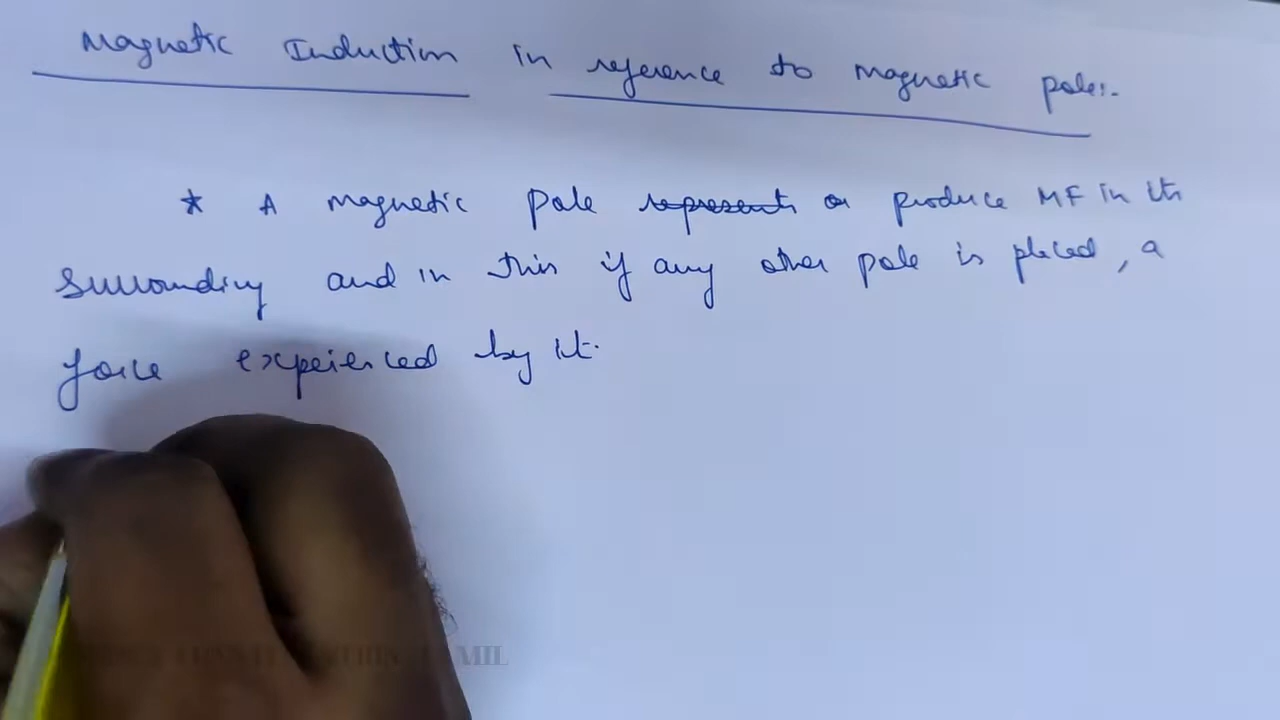 Magnetic Induction in reference to magnetic poles.
* A magnetic pole represents or produce MF in its
surrounding and in this if any other pole is placed, a
force experienced by it.